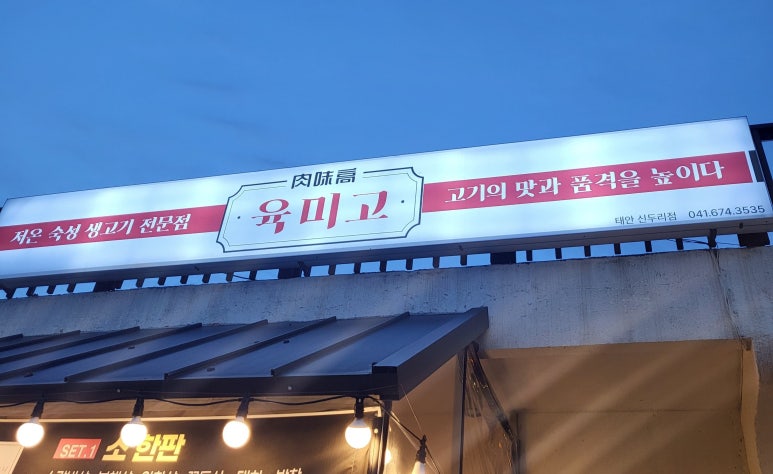 肉味高
저온 숙성 생고기 전문점
육미고
고기의 맛과 품격을 높이다
태안 신두리점 041.674.3535
SET.1 소한판